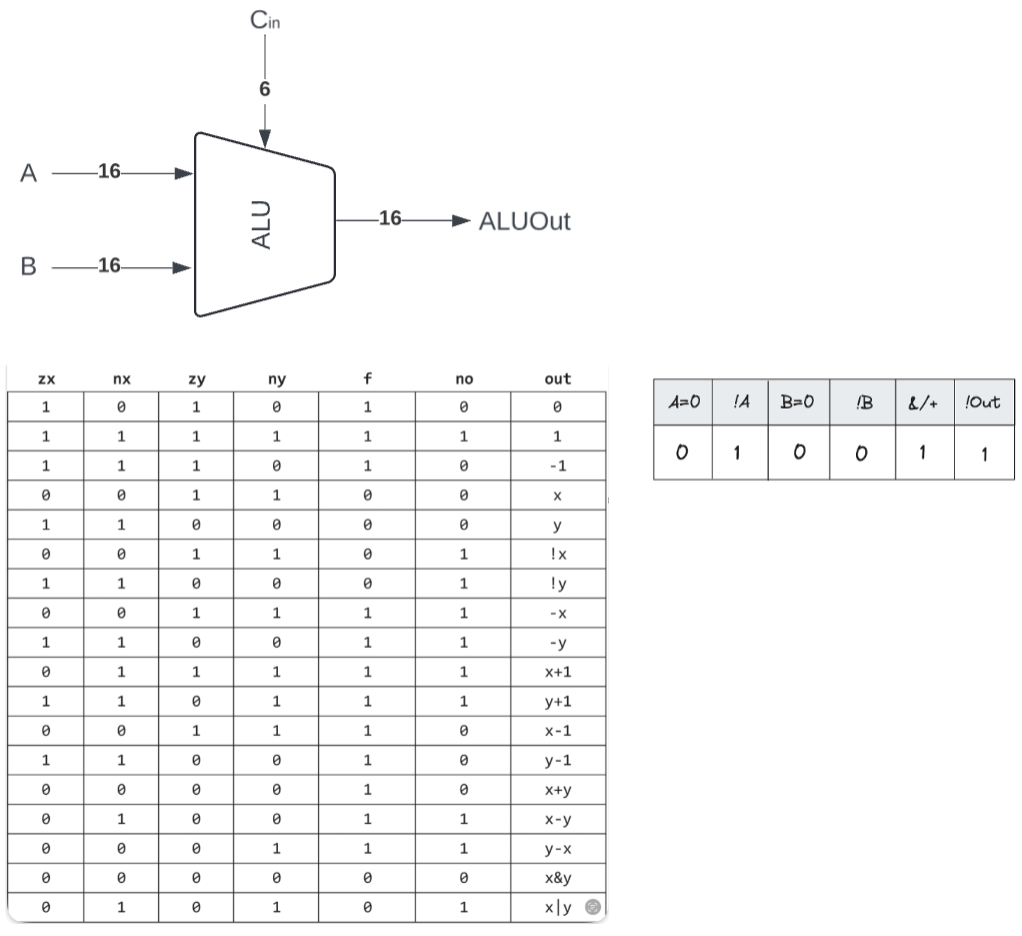 Cin
6
A 16
ALU
16 ALUOut
B 16
zx nx zy ny f no out
1 0 1 0 1 0 0
1 1 1 1 1 1 1
1 1 1 0 1 0 -1
0 0 1 1 0 0 x
1 1 0 0 0 0 y
0 0 1 1 0 1 !x
1 1 0 0 0 1 !y
0 0 1 1 1 1 -x
1 1 0 0 1 1 -y
0 1 1 1 1 1 x+1
1 1 0 1 1 1 y+1
0 0 1 1 1 0 x-1
1 1 0 0 1 0 y-1
0 0 0 0 1 0 x+y
0 1 0 0 1 1 x-y
0 0 0 1 1 1 y-x
0 0 0 0 0 0 x&y
0 1 0 1 0 1 x|y
A=0 !A B=0 !B &/+ !Out
0 1 0 0 1 1